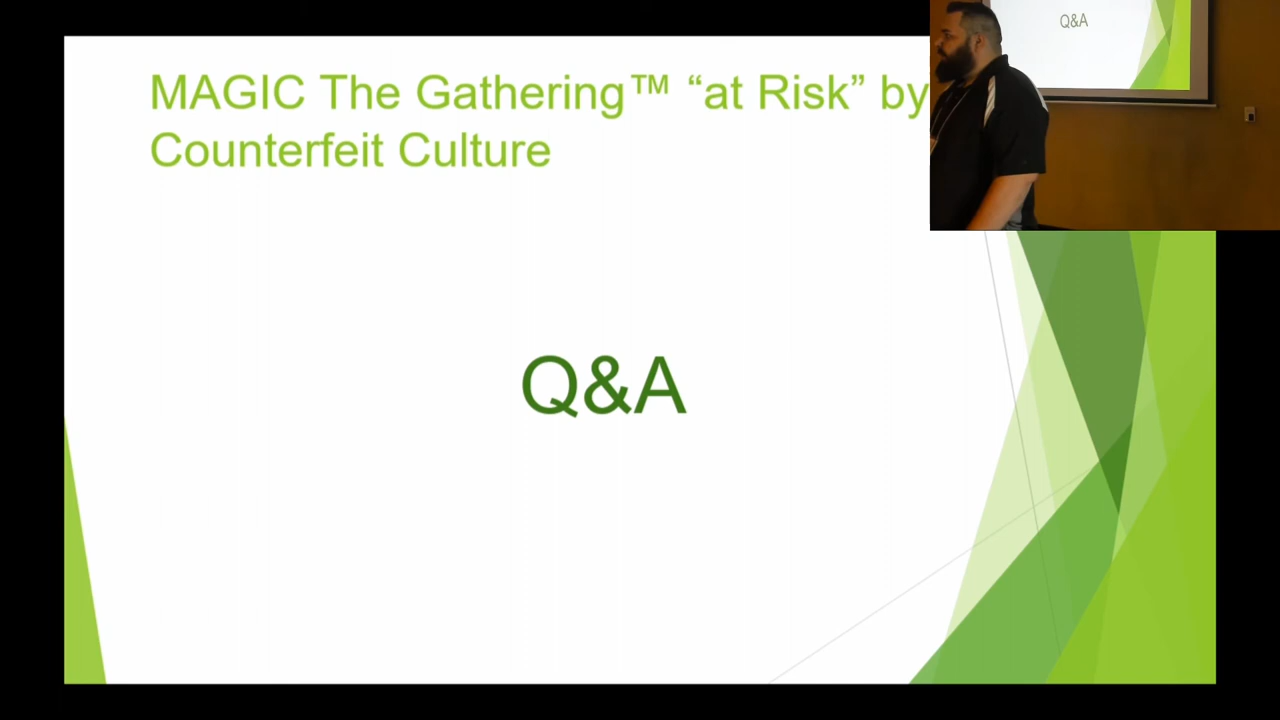 MAGIC The Gathering™ “at Risk” by
Counterfeit Culture
Q&A
Q&A